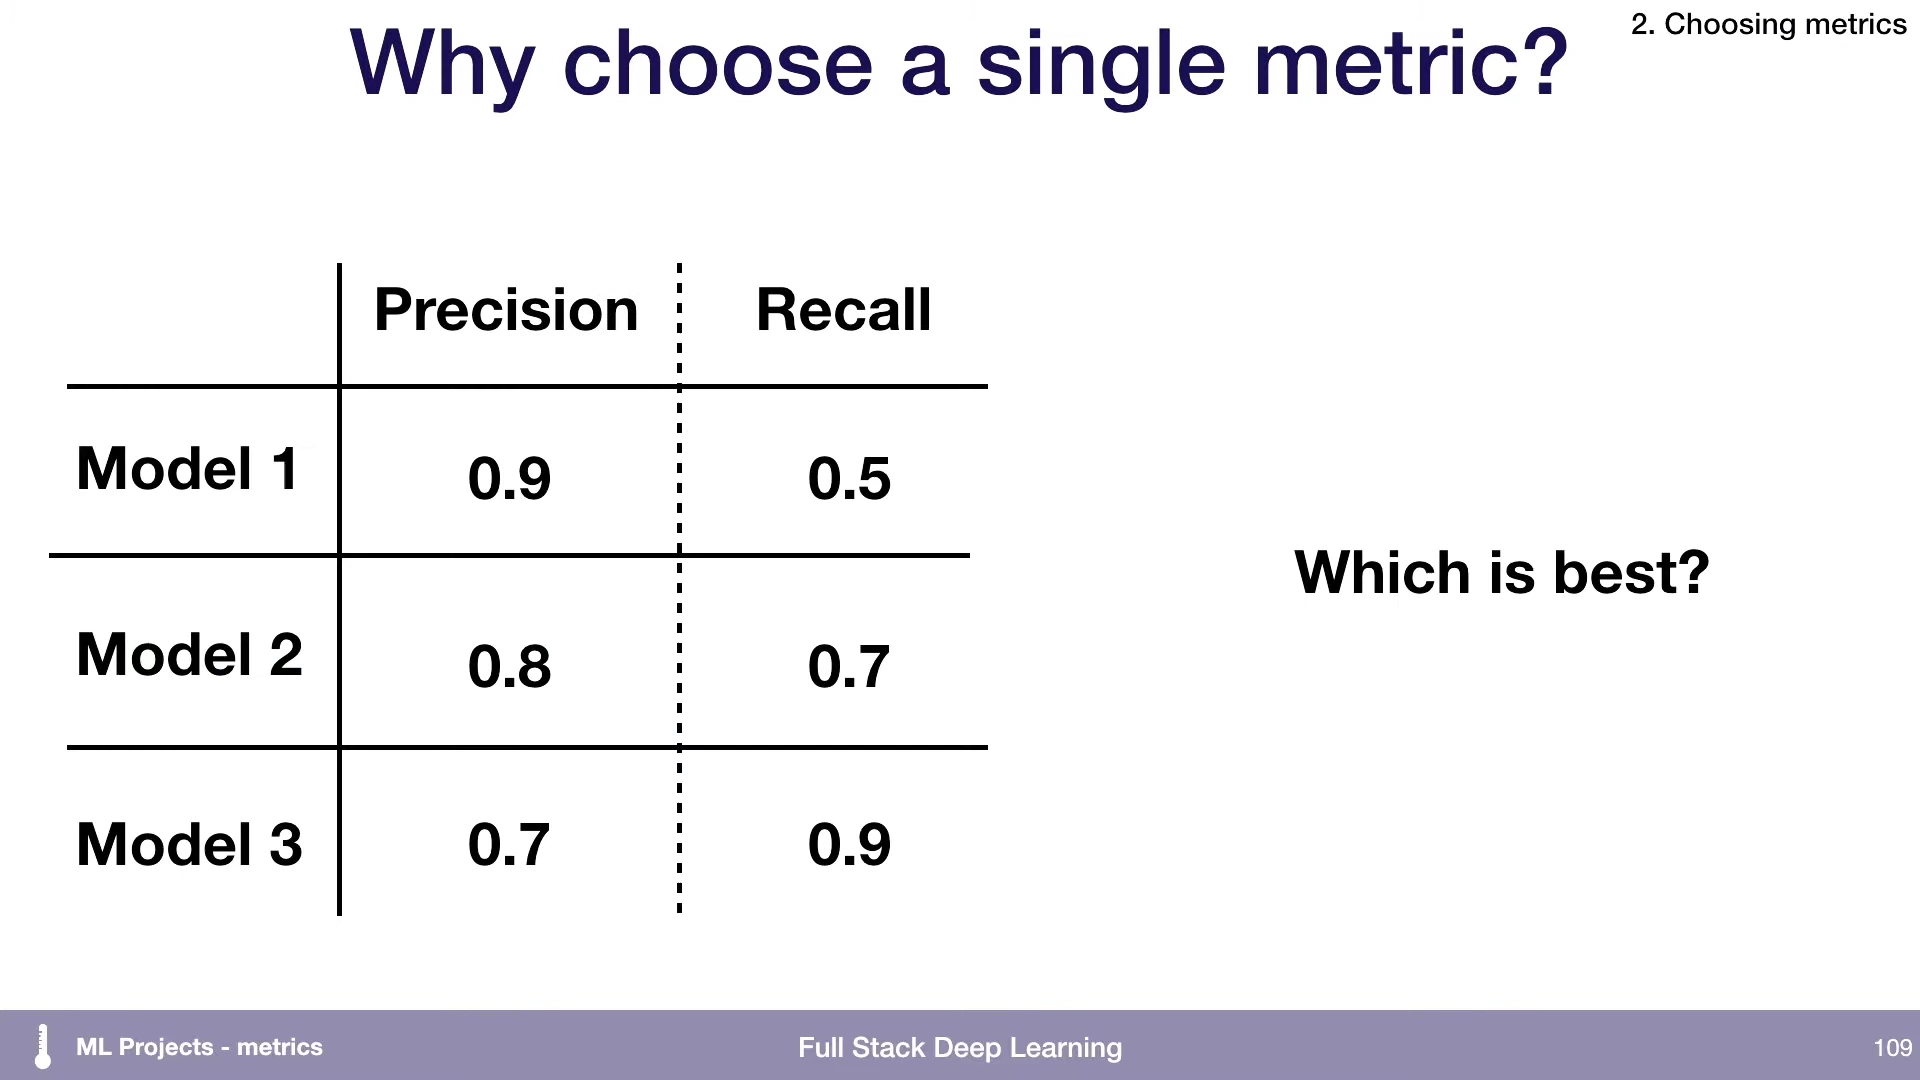 2. Choosing metrics
Why choose a single metric?
Precision Recall
Model 1 0.9 0.5
Which is best?
Model 2 0.8 0.7
Model 3 0.7 0.9
ML Projects - metrics Full Stack Deep Learning 109